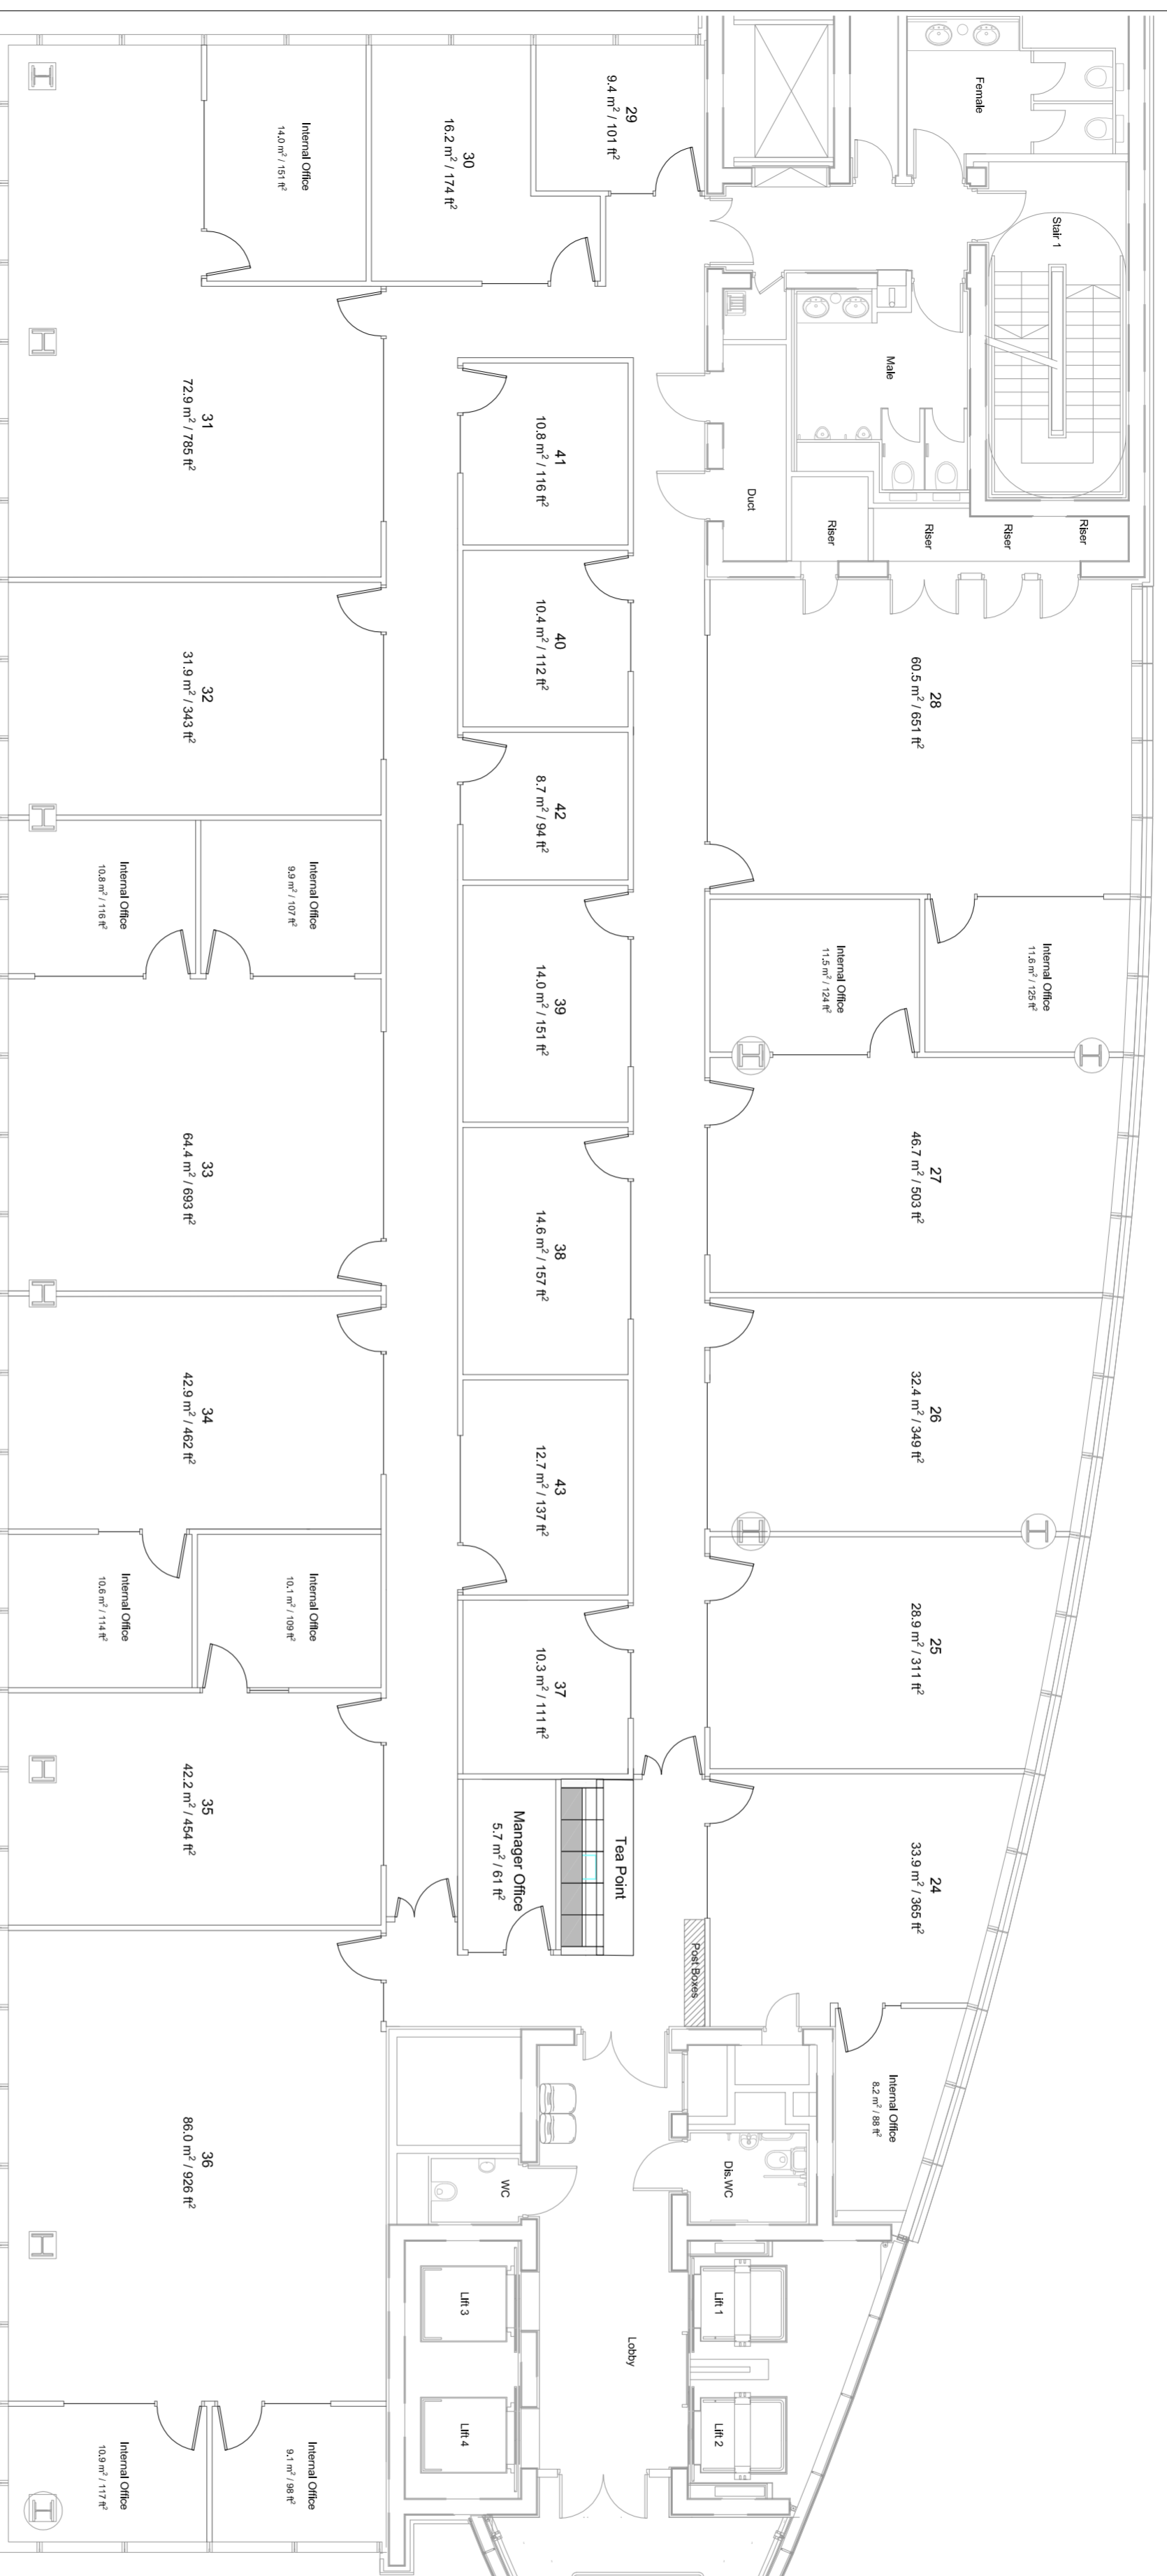 Female
Stair 1
Male
Duct
Riser
Riser
Riser
Riser
29
9.4 m² / 101 ft²
30
16.2 m² / 174 ft²
Internal Office
14.0 m² / 151 ft²
31
72.9 m² / 785 ft²
41
10.8 m² / 116 ft²
40
10.4 m² / 112 ft²
28
60.5 m² / 651 ft²
32
31.9 m² / 343 ft²
42
8.7 m² / 94 ft²
Internal Office
9.9 m² / 107 ft²
Internal Office
10.8 m² / 116 ft²
39
14.0 m² / 151 ft²
Internal Office
11.5 m² / 124 ft²
Internal Office
11.6 m² / 125 ft²
27
46.7 m² / 503 ft²
33
64.4 m² / 693 ft²
38
14.6 m² / 157 ft²
26
32.4 m² / 349 ft²
34
42.9 m² / 462 ft²
43
12.7 m² / 137 ft²
25
28.9 m² / 311 ft²
Internal Office
10.1 m² / 109 ft²
Internal Office
10.6 m² / 114 ft²
37
10.3 m² / 111 ft²
35
42.2 m² / 454 ft²
Manager Office
5.7 m² / 61 ft²
Tea Point
24
33.9 m² / 365 ft²
Post Boxes
Internal Office
8.2 m² / 88 ft²
36
86.0 m² / 926 ft²
WC
Dis.WC
Lift 3
Lift 1
Lobby
Lift 4
Lift 2
Internal Office
9.1 m² / 98 ft²
Internal Office
10.9 m² / 117 ft²